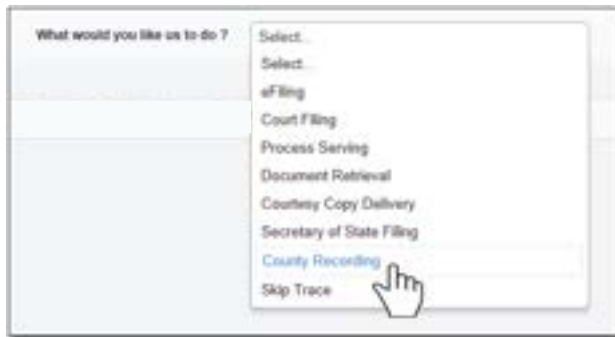 What would you like us to do ? Select...
Select...
eFiling
Court Filing
Process Serving
Document Retrieval
Courtesy Copy Delivery
Secretary of State Filing
County Recording
Skip Trace